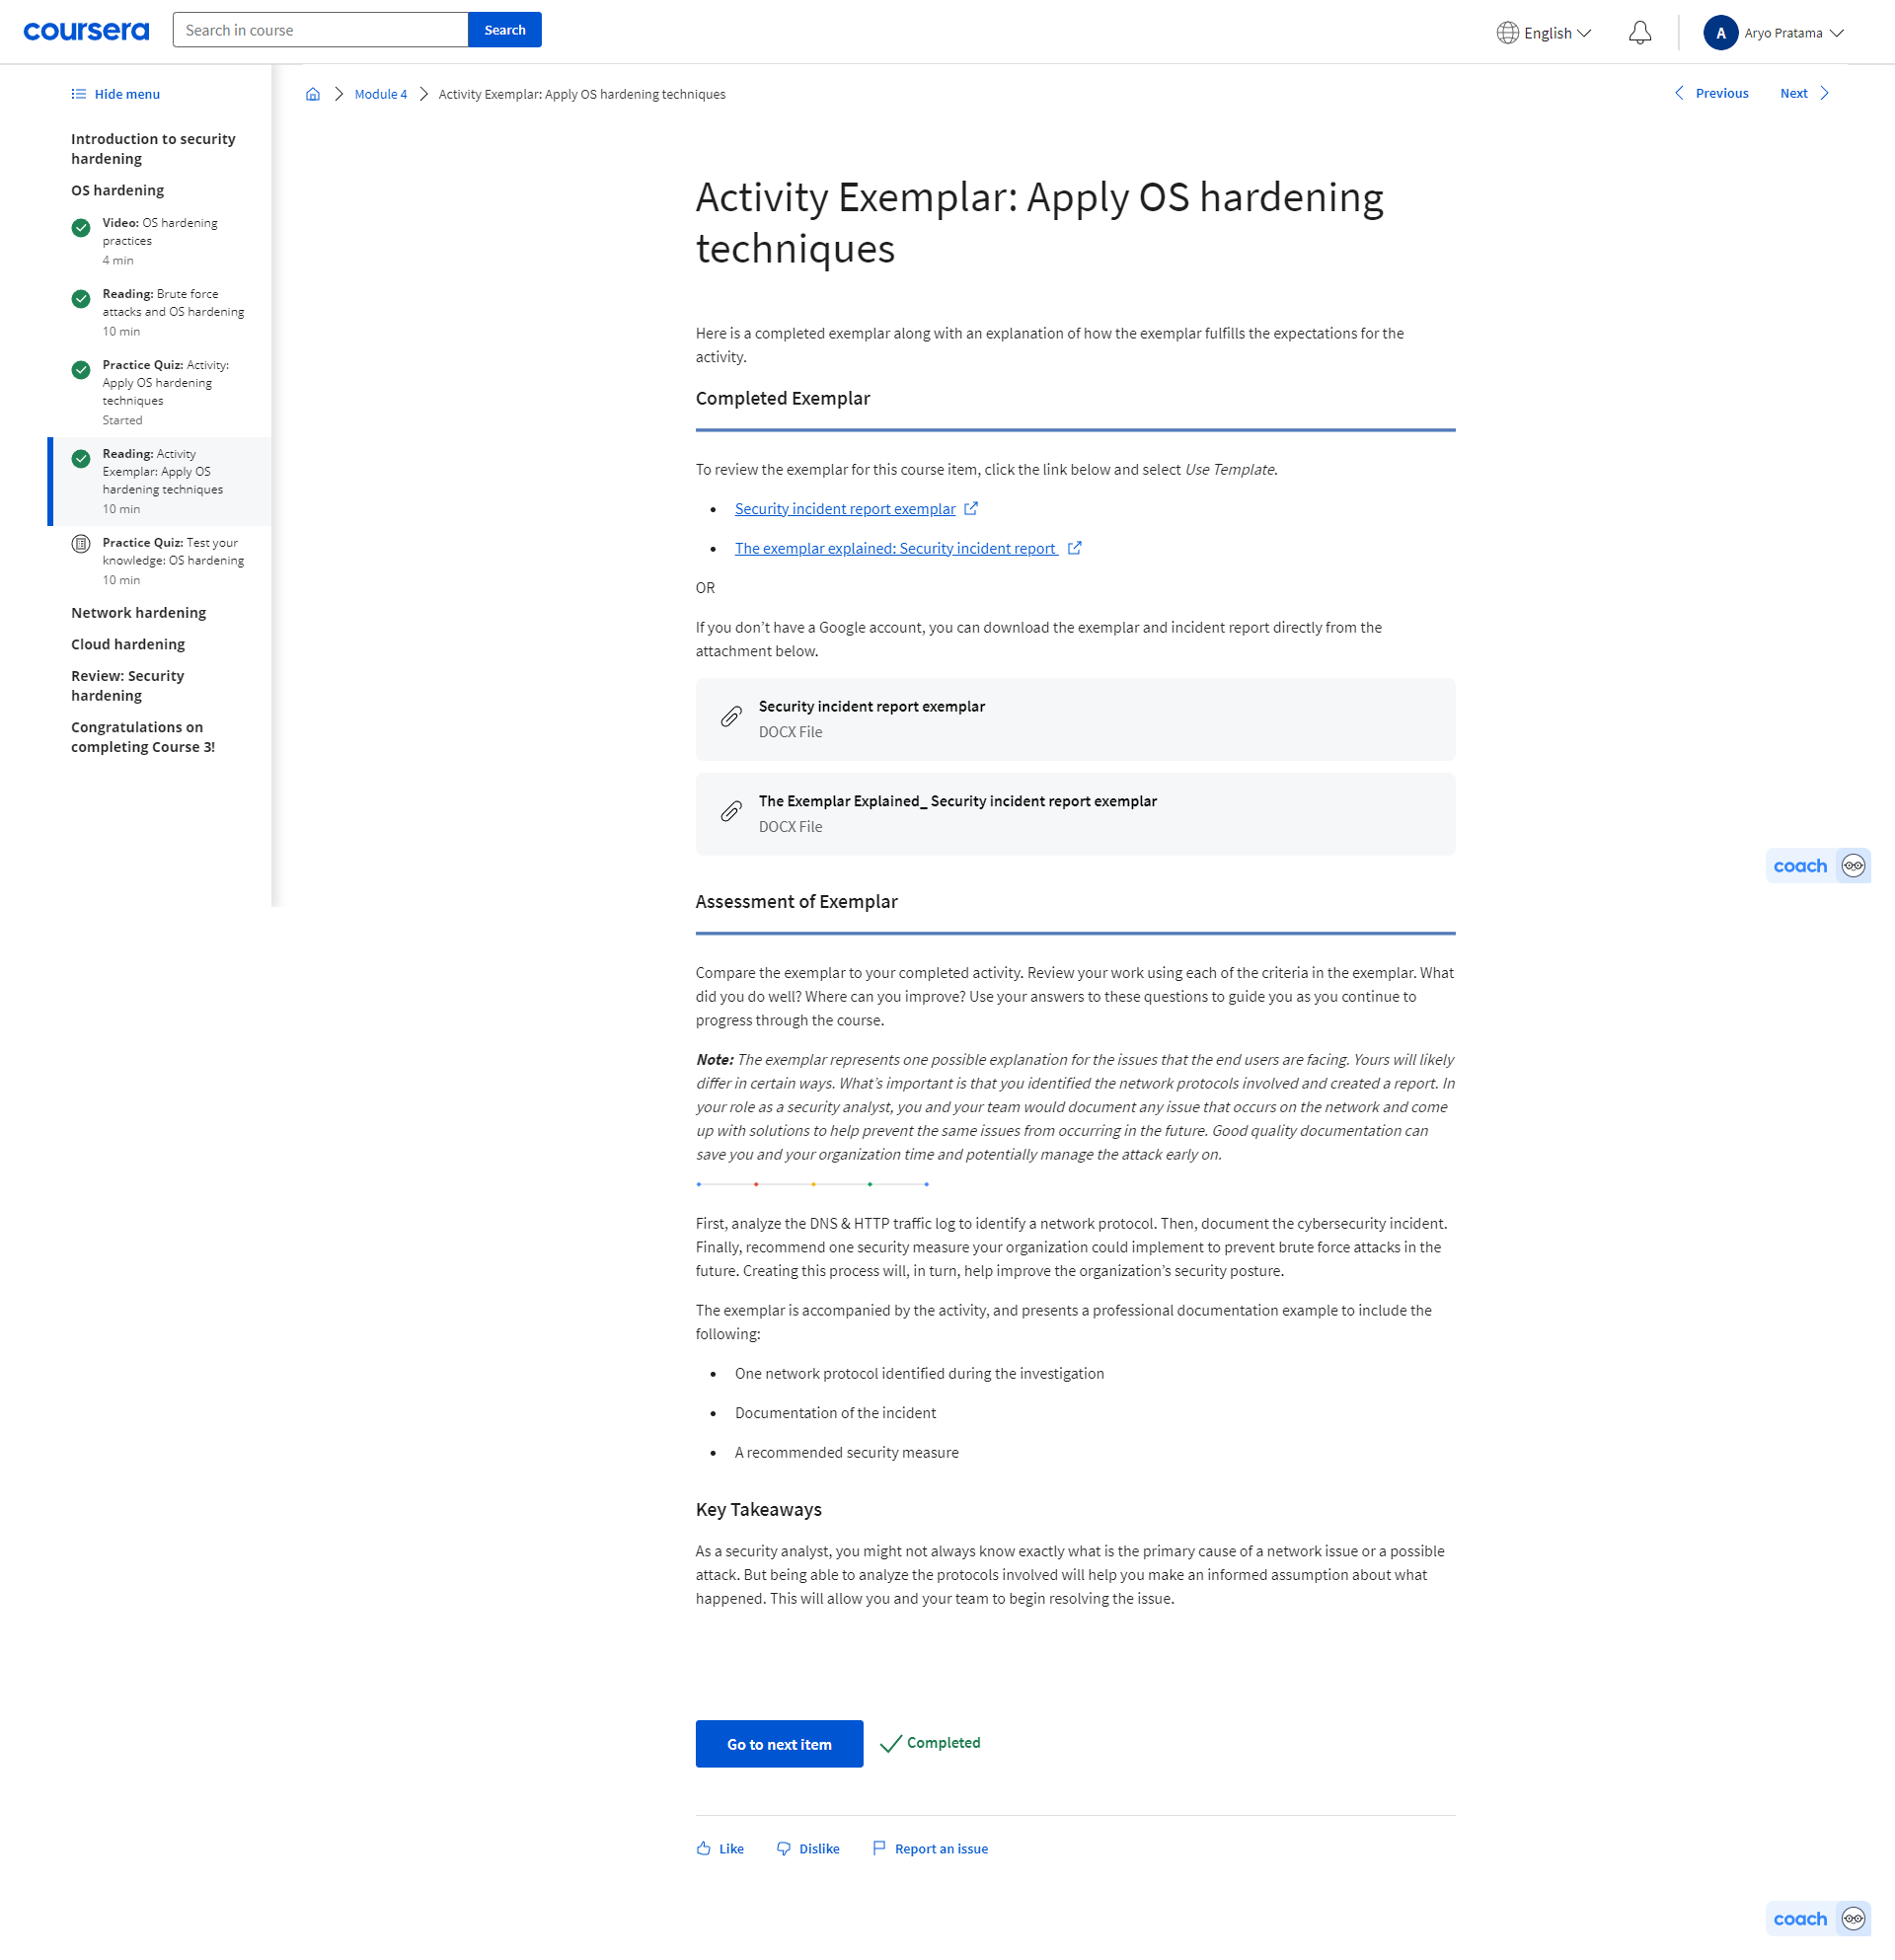 coursera
Search in course
Search
English
A
Aryo Pratama
Hide menu
Introduction to security
hardening
OS hardening
Video: OS hardening
practices
4 min
Reading: Brute force
attacks and OS hardening
10 min
Practice Quiz: Activity:
Apply OS hardening
techniques
Started
Reading: Activity
Exemplar: Apply OS
hardening techniques
10 min
Practice Quiz: Test your
knowledge: OS hardening
10 min
Network hardening
Cloud hardening
Review: Security
hardening
Congratulations on
completing Course 3!
Module 4
Activity Exemplar: Apply OS hardening techniques
Previous
Next
Activity Exemplar: Apply OS hardening
techniques
Here is a completed exemplar along with an explanation of how the exemplar fulfills the expectations for the
activity.
Completed Exemplar
To review the exemplar for this course item, click the link below and select Use Template.
• Security incident report exemplar
• The exemplar explained: Security incident report
OR
If you don’t have a Google account, you can download the exemplar and incident report directly from the
attachment below.
Security incident report exemplar
DOCX File
The Exemplar Explained_ Security incident report exemplar
DOCX File
coach
Assessment of Exemplar
Compare the exemplar to your completed activity. Review your work using each of the criteria in the exemplar. What
did you do well? Where can you improve? Use your answers to these questions to guide you as you continue to
progress through the course.
Note: The exemplar represents one possible explanation for the issues that the end users are facing. Yours will likely
differ in certain ways. What’s important is that you identified the network protocols involved and created a report. In
your role as a security analyst, you and your team would document any issue that occurs on the network and come
up with solutions to help prevent the same issues from occurring in the future. Good quality documentation can
save you and your organization time and potentially manage the attack early on.
First, analyze the DNS & HTTP traffic log to identify a network protocol. Then, document the cybersecurity incident.
Finally, recommend one security measure your organization could implement to prevent brute force attacks in the
future. Creating this process will, in turn, help improve the organization’s security posture.
The exemplar is accompanied by the activity, and presents a professional documentation example to include the
following:
• One network protocol identified during the investigation
• Documentation of the incident
• A recommended security measure
Key Takeaways
As a security analyst, you might not always know exactly what is the primary cause of a network issue or a possible
attack. But being able to analyze the protocols involved will help you make an informed assumption about what
happened. This will allow you and your team to begin resolving the issue.
Go to next item
Completed
Like
Dislike
Report an issue
coach